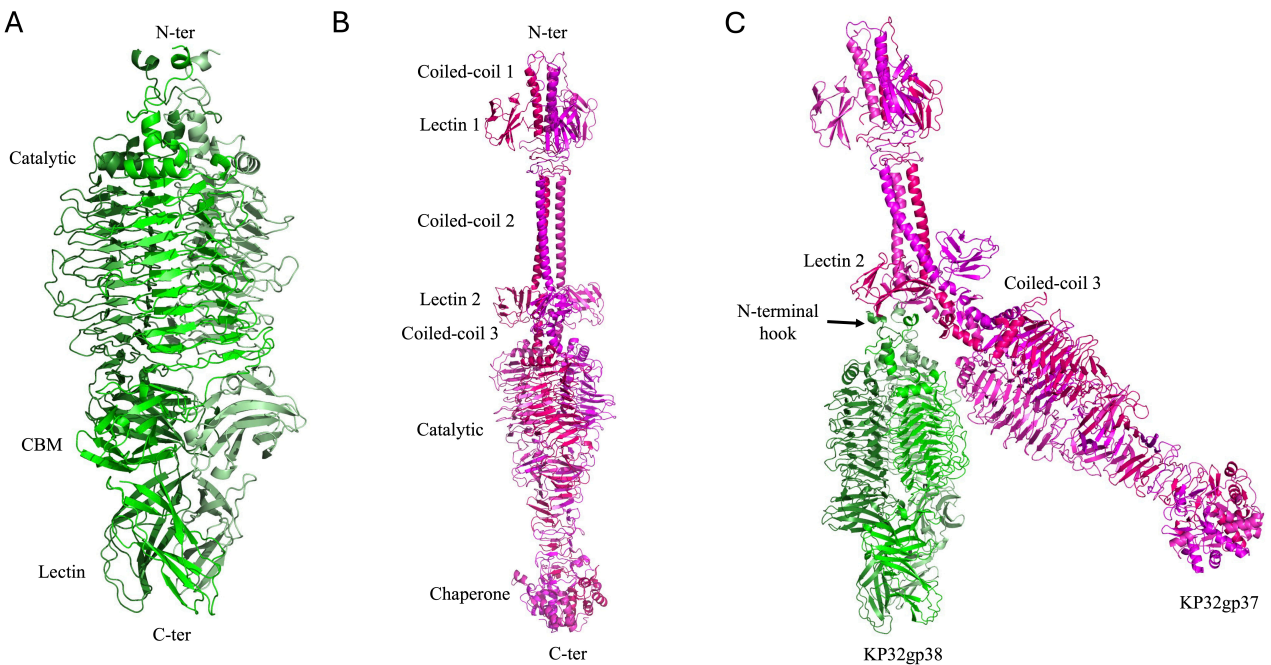 A
N-ter
Catalytic
CBM
Lectin
C-ter
B
N-ter
Coiled-coil 1
Lectin 1
Coiled-coil 2
Lectin 2
Coiled-coil 3
Catalytic
Chaperone
C-ter
C
Lectin 2
Coiled-coil 3
N-terminal
hook
KP32gp37
KP32gp38